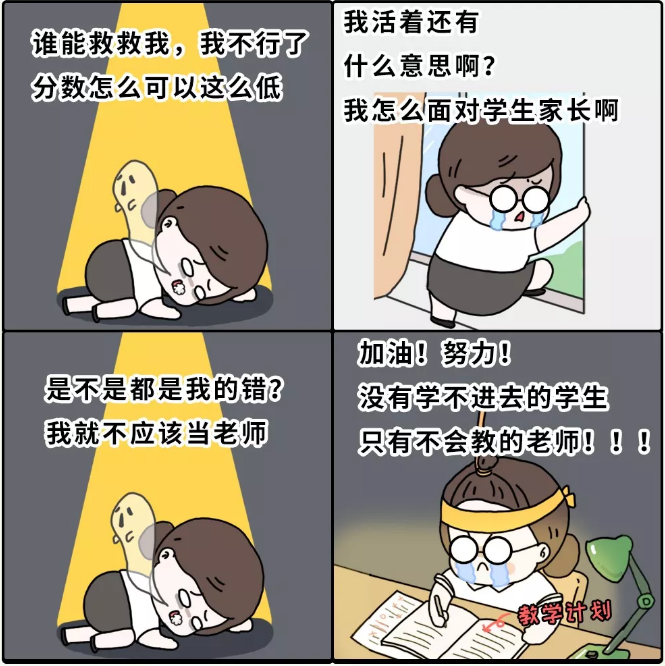 谁能救救我，我不行了
分数怎么可以这么低
我活着还有
什么意思啊？
我怎么面对学生家长啊
是不是都是我的错？
我就不应该当老师
加油！努力！
没有学不进去的学生
只有不会教的老师！！！
教学计划